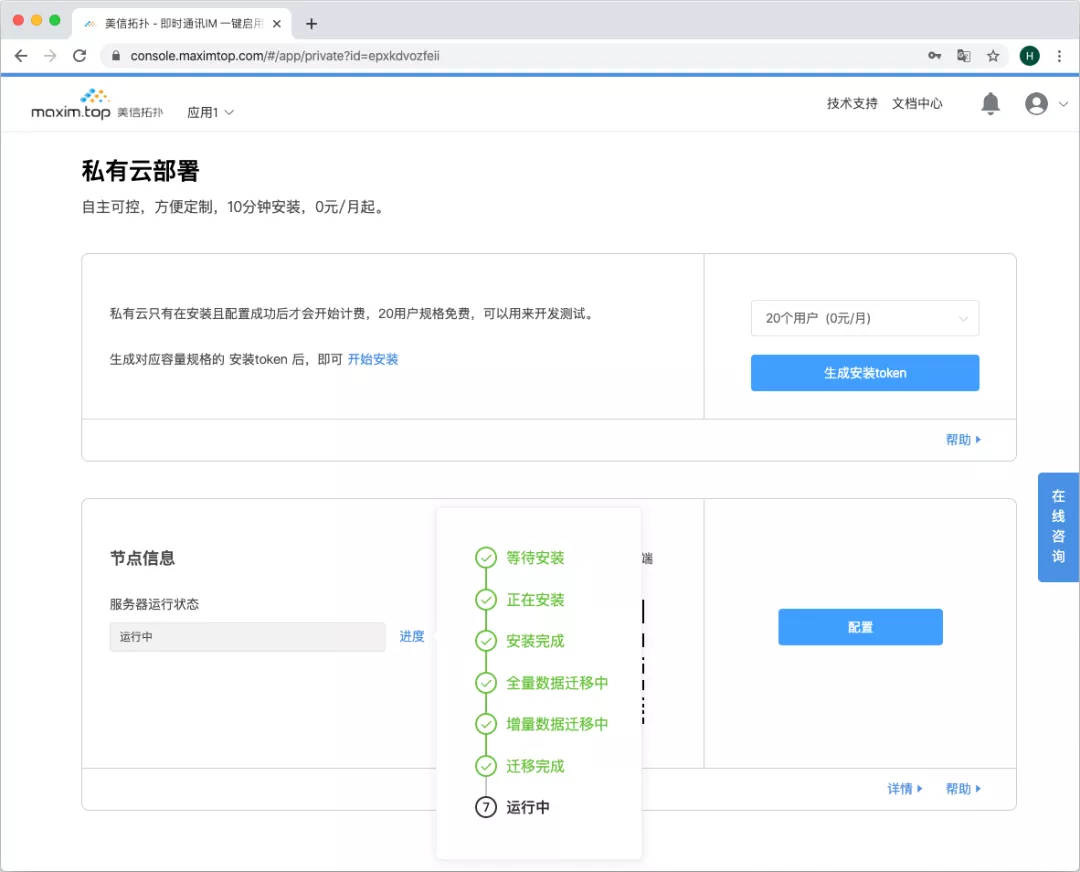 美信拓扑 - 即时通讯IM 一键启用
console.maximtop.com/#/app/private?id=epxkdvozfeii
H
maxim.top 美信拓扑
应用1
技术支持 文档中心
私有云部署
自主可控，方便定制，10分钟安装，0元/月起。
私有云只有在安装且配置成功后才会开始计费，20用户规格免费，可以用来开发测试。
生成对应容量规格的 安装token 后，即可 开始安装
20个用户（0元/月）
生成安装token
帮助
节点信息
服务器运行状态
运行中
进度
等待安装
正在安装
安装完成
全量数据迁移中
增量数据迁移中
迁移完成
7 运行中
端
配置
详情 帮助
在线咨询